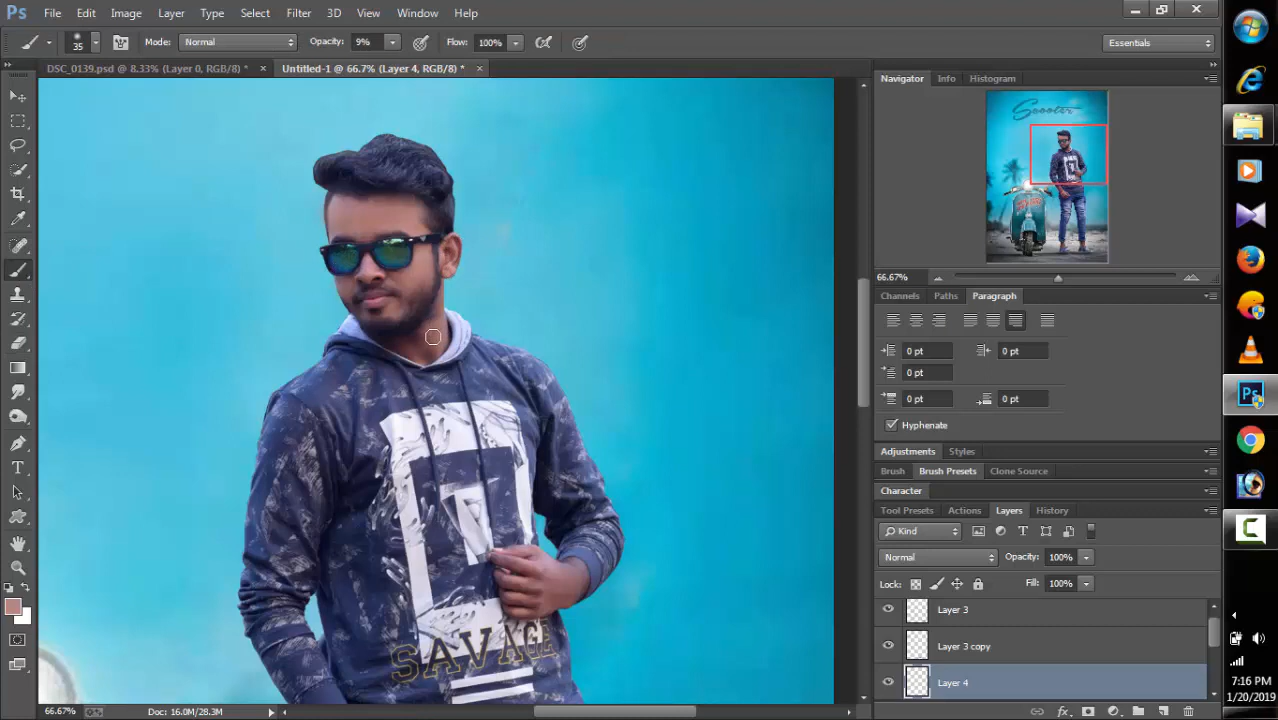 Ps File Edit Image Layer Type Select Filter 3D View Window Help
35 Mode: Normal Opacity: 9% Flow: 100% Essentials
DSC_0139.psd @ 8.33% (Layer 0, RGB/8) * × Untitled-1 @ 66.7% (Layer 4, RGB/8) * ×
Navigator Info Histogram
Scooter
66.67%
Channels Paths Paragraph
0 pt 0 pt
0 pt
0 pt 0 pt
Hyphenate
Adjustments Styles
Brush Brush Presets Clone Source
Character
Tool Presets Actions Layers History
Kind
Normal Opacity: 100%
Lock: Fill: 100%
Layer 3
Layer 3 copy
Layer 4
SAVAGE
66.67% Doc: 16.0M/28.3M
7:16 PM
1/20/2019